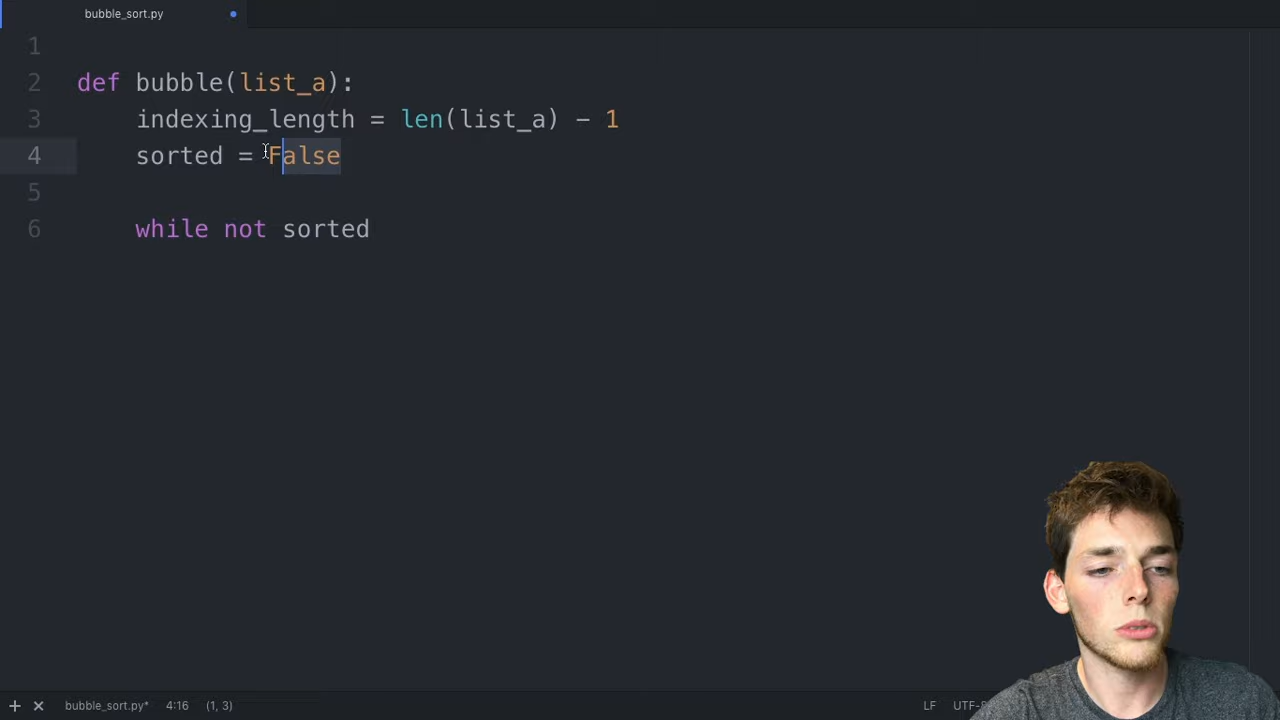 bubble_sort.py
1
2 def bubble(list_a):
3 indexing_length = len(list_a) - 1
4 sorted = False
5
6 while not sorted
+ × bubble_sort.py* 4:16 (1, 3) LF UTF-